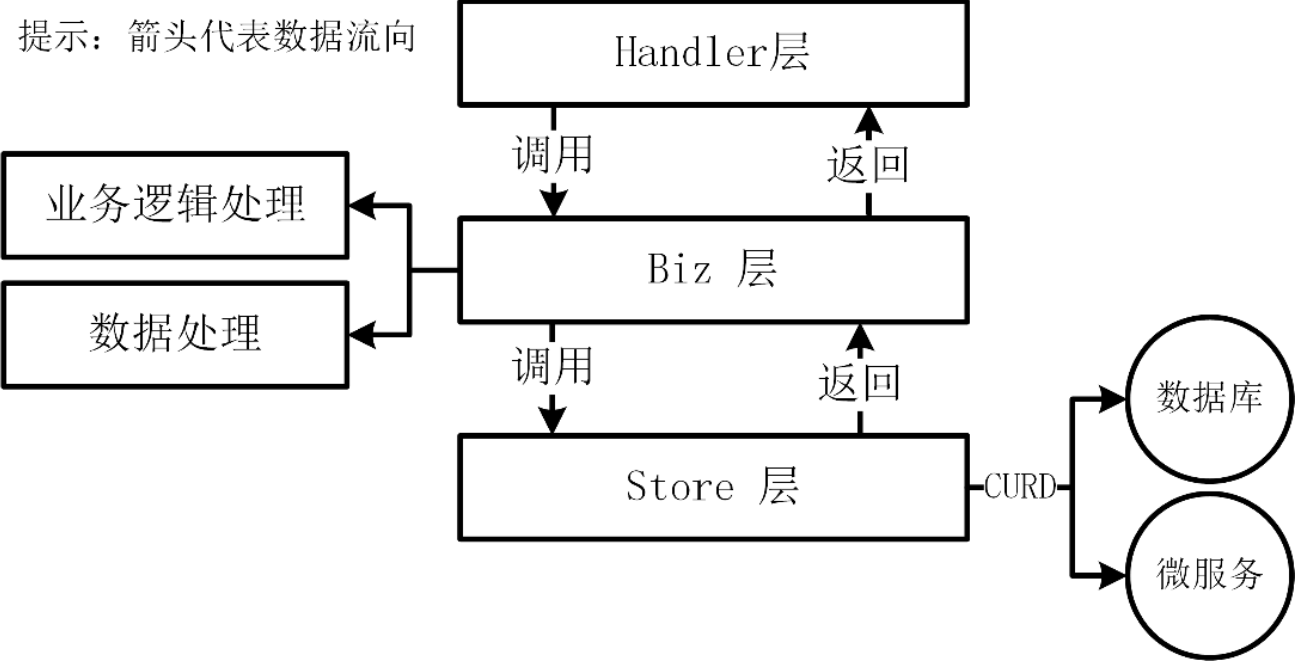 提示：箭头代表数据流向
Handler层
调用
返回
业务逻辑处理
Biz 层
数据处理
调用
返回
数据库
Store 层
CURD
微服务